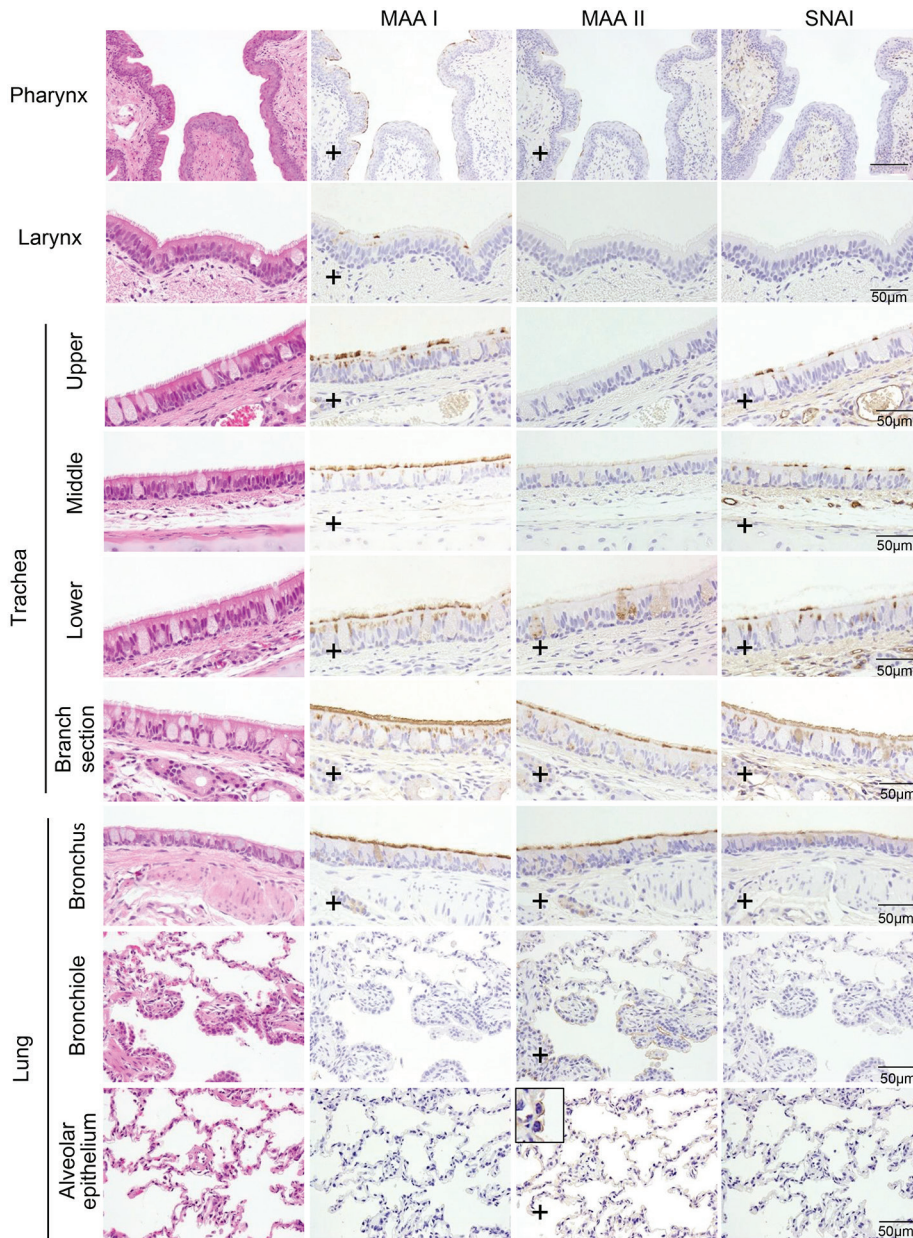 MAA I MAA II SNAI
Pharynx
+ +
Larynx
+
50μm
Trachea
Upper
+ +
50μm
Middle
+ +
50μm
Lower
+ + +
50μm
Branch
section
+ + +
50μm
Lung
Bronchus
+ + +
50μm
Bronchiole
+
50μm
Alveolar
epithelium
+
50μm